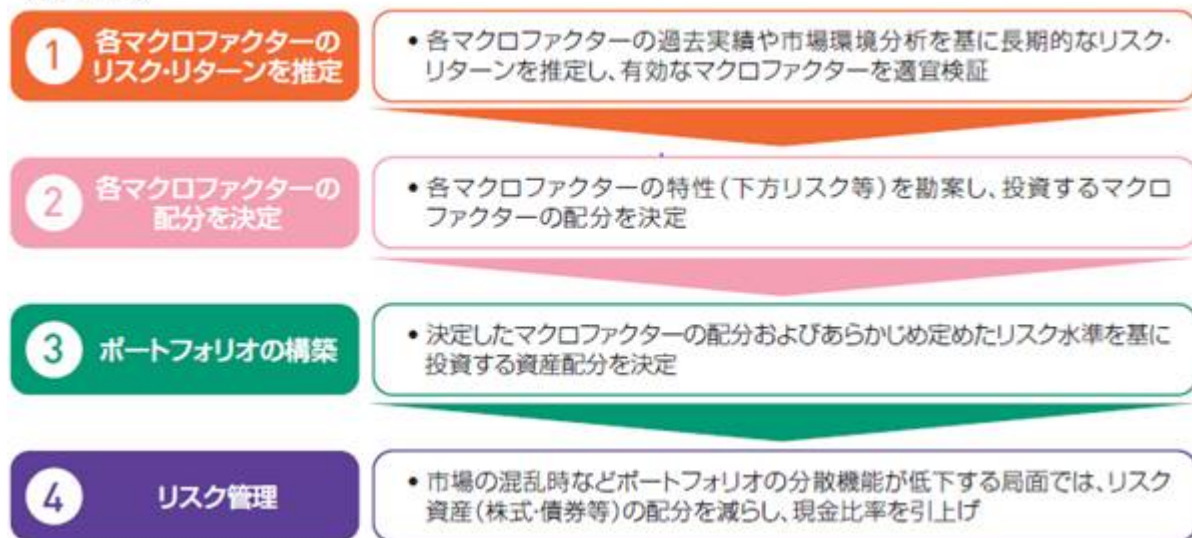 1
各マクロファクターの
リスク・リターンを推定
• 各マクロファクターの過去実績や市場環境分析を基に長期的なリスク・
リターンを推定し、有効なマクロファクターを適宜検証
2
各マクロファクターの
配分を決定
• 各マクロファクターの特性(下方リスク等)を勘案し、投資するマクロ
ファクターの配分を決定
3
ポートフォリオの構築
• 決定したマクロファクターの配分およびあらかじめ定めたリスク水準を基に
投資する資産配分を決定
4
リスク管理
• 市場の混乱時などポートフォリオの分散機能が低下する局面では、リスク
資産(株式・債券等)の配分を減らし、現金比率を引上げ